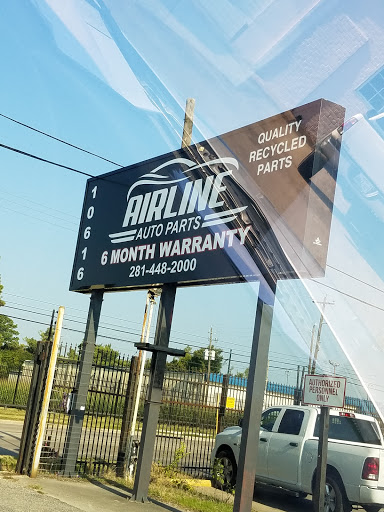 10616
AIRLINE
AUTO PARTS
6 MONTH WARRANTY
281-448-2000
QUALITY
RECYCLED
PARTS
AUTHORIZED
PERSONNEL
ONLY